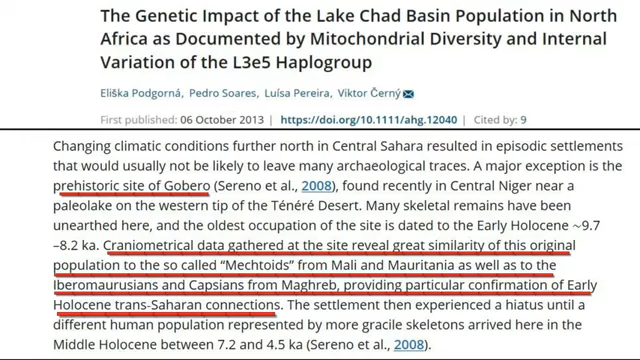 The Genetic Impact of the Lake Chad Basin Population in North
Africa as Documented by Mitochondrial Diversity and Internal
Variation of the L3e5 Haplogroup
Eliška Podgorná, Pedro Soares, Luísa Pereira, Viktor Černý
First published: 06 October 2013 | https://doi.org/10.1111/ahg.12040 | Cited by: 9
Changing climatic conditions further north in Central Sahara resulted in episodic settlements
that would usually not be likely to leave many archaeological traces. A major exception is the
prehistoric site of Gobero (Sereno et al., 2008), found recently in Central Niger near a
paleolake on the western tip of the Ténéré Desert. Many skeletal remains have been
unearthed here, and the oldest occupation of the site is dated to the Early Holocene ~9.7
–8.2 ka. Craniometrical data gathered at the site reveal great similarity of this original
population to the so called “Mechtoids” from Mali and Mauritania as well as to the
Iberomaurusians and Capsians from Maghreb, providing particular confirmation of Early
Holocene trans-Saharan connections. The settlement then experienced a hiatus until a
different human population represented by more gracile skeletons arrived here in the
Middle Holocene between 7.2 and 4.5 ka (Sereno et al., 2008).